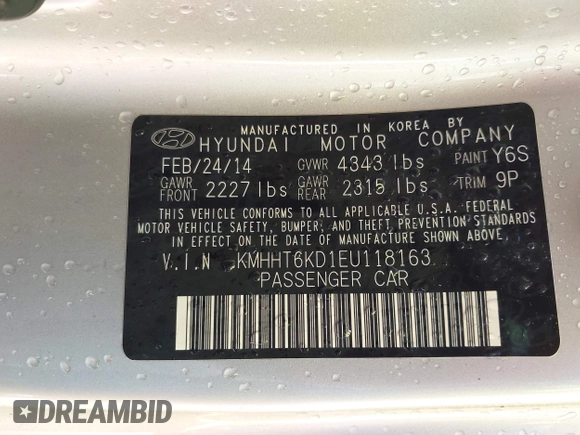 MANUFACTURED IN KOREA BY
HYUNDAI MOTOR COMPANY
FEB/24/14 GVWR 4343 lbs PAINT Y6S
GAWR FRONT 2227 lbs GAWR REAR 2315 lbs TRIM 9P
THIS VEHICLE CONFORMS TO ALL APPLICABLE U.S.A. FEDERAL
MOTOR VEHICLE SAFETY, BUMPER, AND THEFT PREVENTION STANDARDS
IN EFFECT ON THE DATE OF MANUFACTURE SHOWN ABOVE.
V.I.N KMHHT6KD1EU118163
PASSENGER CAR
DREAMBID